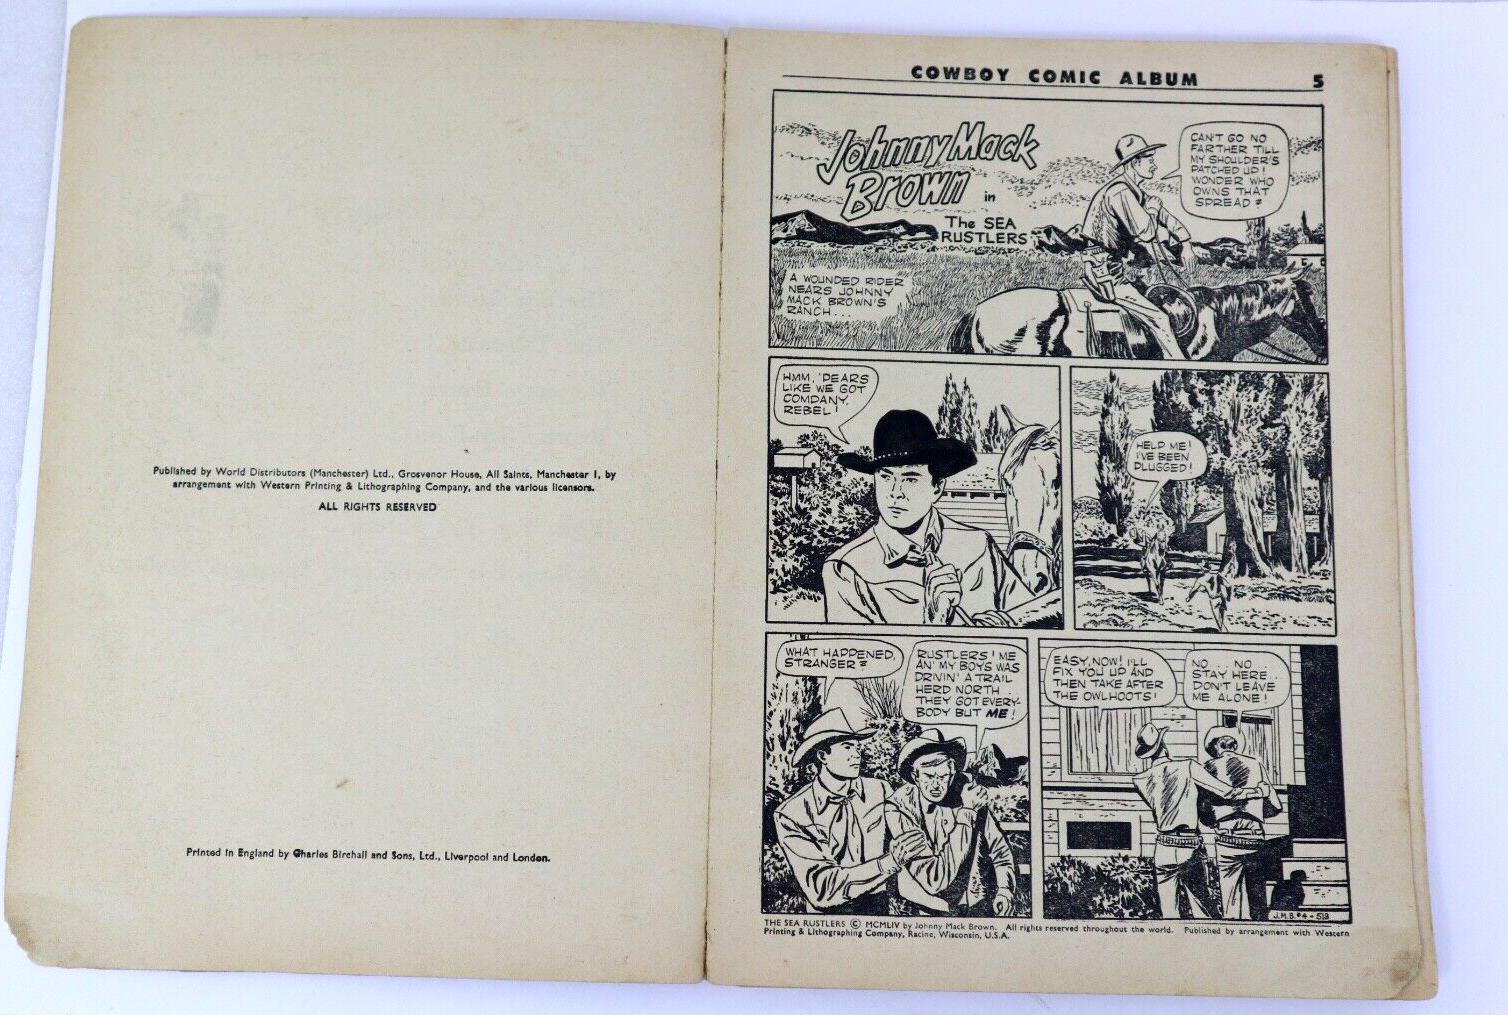 Published by World Distributors (Manchester) Ltd., Grosvenor House, All Saints, Manchester 1, by
arrangement with Western Printing & Lithographing Company, and the various licensors.
ALL RIGHTS RESERVED
Printed in England by Charles Birchall and Sons, Ltd., Liverpool and London.
COWBOY COMIC ALBUM 5
Johnny Mack
Brown in
The SEA
RUSTLERS
CAN'T GO NO
FARTHER TILL
MY SHOULDER'S
PATCHED UP!
WONDER WHO
OWNS THAT
SPREAD?
A WOUNDED RIDER
NEARS JOHNNY
MACK BROWN'S
RANCH...
HMM, 'PEARS
LIKE WE GOT
COMPANY,
REBEL!
HELP ME!
I'VE BEEN
PLUGGED!
WHAT HAPPENED,
STRANGER?
RUSTLERS! ME
AN' MY BOYS WAS
DRIVIN' A TRAIL
HERD NORTH..
THEY GOT EVERY-
BODY BUT ME!
EASY, NOW! I'LL
FIX YOU UP AND
THEN TAKE AFTER
THE OWLHOOTS!
NO... NO...
STAY HERE..
DON'T LEAVE
ME ALONE!
J.M.B. #4-513
THE SEA RUSTLERS © MCMLIV by Johnny Mack Brown. All rights reserved throughout the world. Published by arrangement with Western
Printing & Lithographing Company, Racine, Wisconsin, U.S.A.